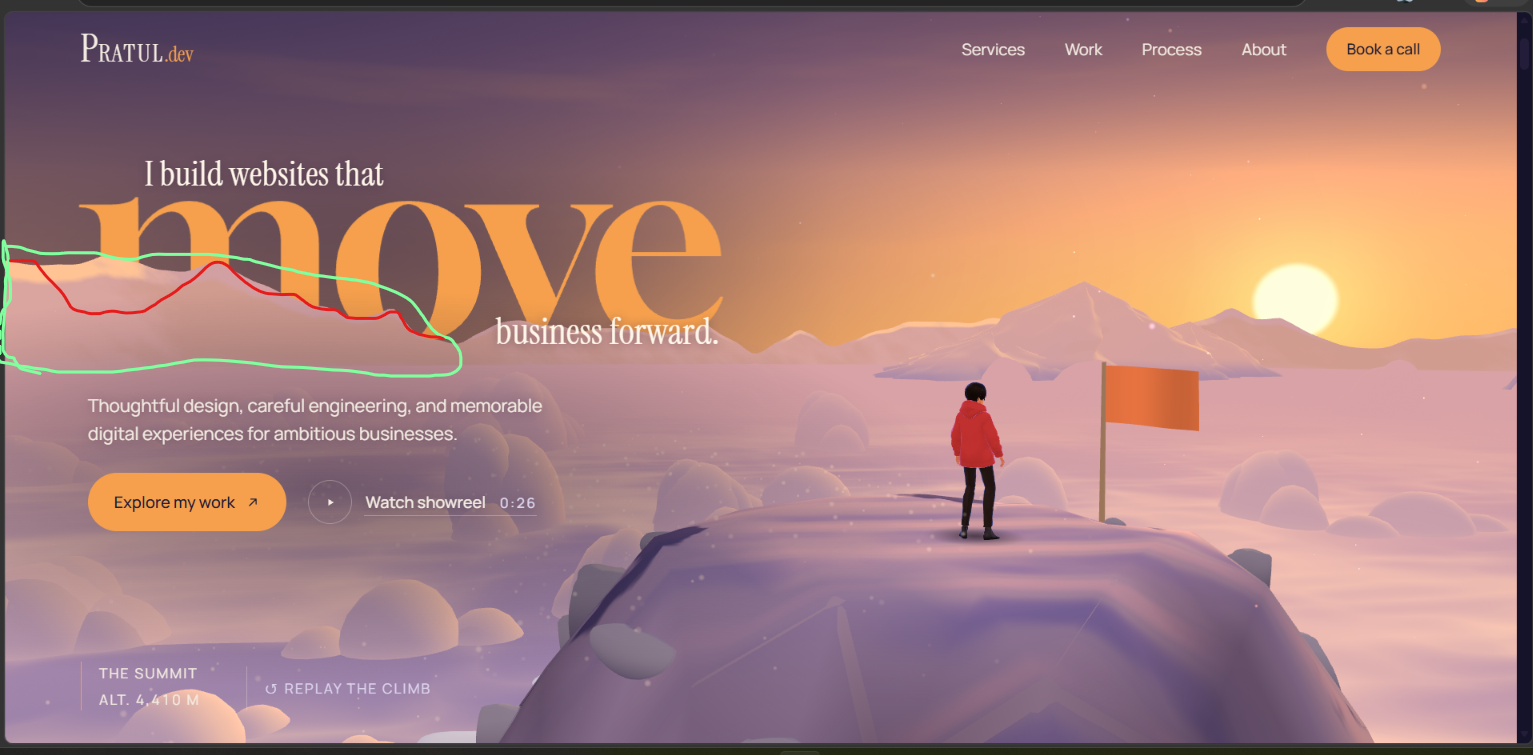 PRATUL.dev
Services Work Process About Book a call
I build websites that
move
business forward.
Thoughtful design, careful engineering, and memorable
digital experiences for ambitious businesses.
Explore my work ↗ Watch showreel 0:26
THE SUMMIT
ALT. 4,410 M
↺ REPLAY THE CLIMB